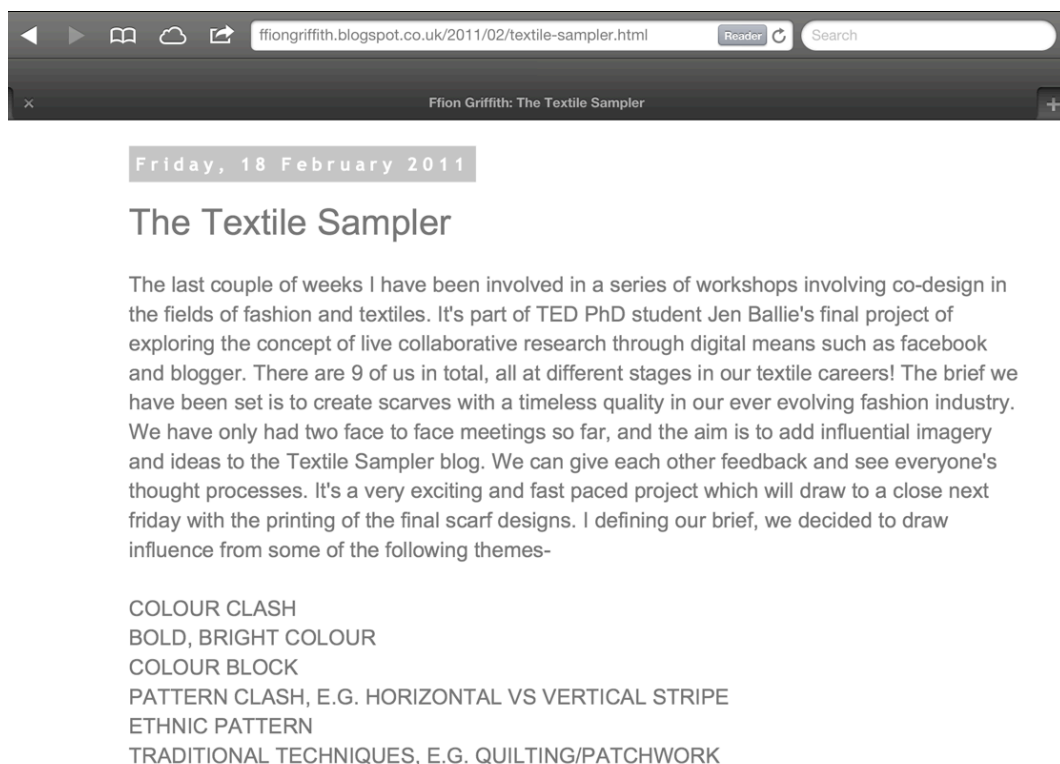 ffiongriffith.blogspot.co.uk/2011/02/textile-sampler.html Reader Search
Ffion Griffith: The Textile Sampler
Friday, 18 February 2011
The Textile Sampler
The last couple of weeks I have been involved in a series of workshops involving co-design in
the fields of fashion and textiles. It's part of TED PhD student Jen Ballie's final project of
exploring the concept of live collaborative research through digital means such as facebook
and blogger. There are 9 of us in total, all at different stages in our textile careers! The brief we
have been set is to create scarves with a timeless quality in our ever evolving fashion industry.
We have only had two face to face meetings so far, and the aim is to add influential imagery
and ideas to the Textile Sampler blog. We can give each other feedback and see everyone's
thought processes. It's a very exciting and fast paced project which will draw to a close next
friday with the printing of the final scarf designs. I defining our brief, we decided to draw
influence from some of the following themes-
COLOUR CLASH
BOLD, BRIGHT COLOUR
COLOUR BLOCK
PATTERN CLASH, E.G. HORIZONTAL VS VERTICAL STRIPE
ETHNIC PATTERN
TRADITIONAL TECHNIQUES, E.G. QUILTING/PATCHWORK